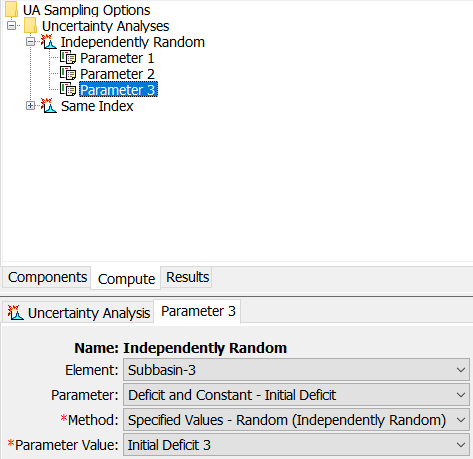 UA Sampling Options
Uncertainty Analyses
Independently Random
Parameter 1
Parameter 2
Parameter 3
Same Index
Components Compute Results
Uncertainty Analysis Parameter 3
Name: Independently Random
Element: Subbasin-3
Parameter: Deficit and Constant - Initial Deficit
*Method: Specified Values - Random (Independently Random)
*Parameter Value: Initial Deficit 3